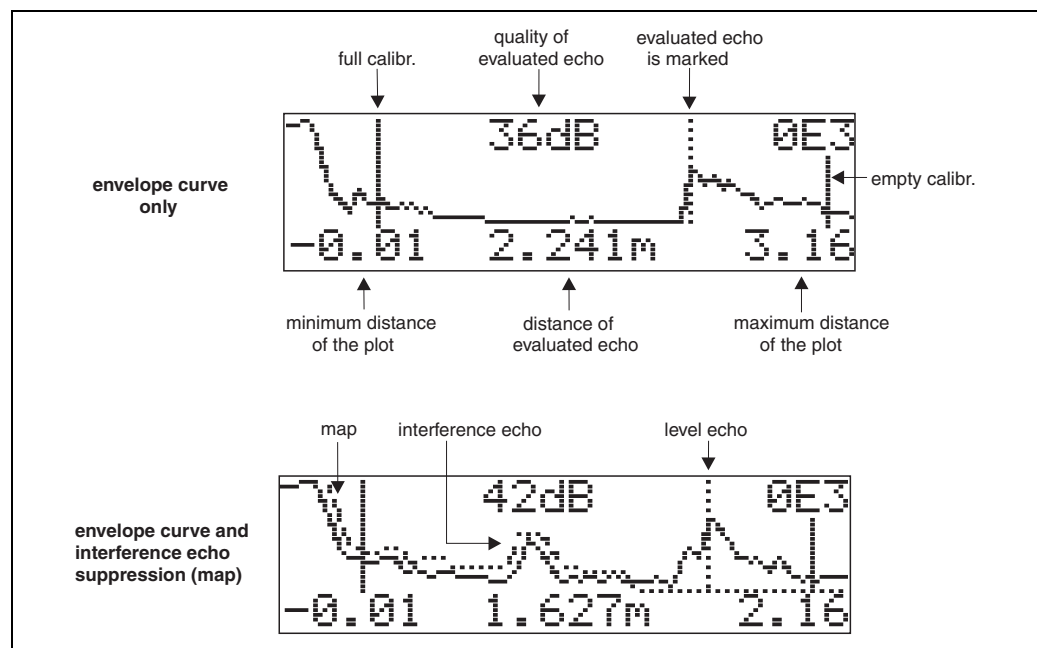 full calibr.
quality of
evaluated echo
evaluated echo
is marked
36dB
0E3
envelope curve
only
empty calibr.
-0.01
2.241m
3.16
minimum distance
of the plot
distance of
evaluated echo
maximum distance
of the plot
map
interference echo
level echo
42dB
0E3
envelope curve and
interference echo
suppression (map)
-0.01
1.627m
2.16